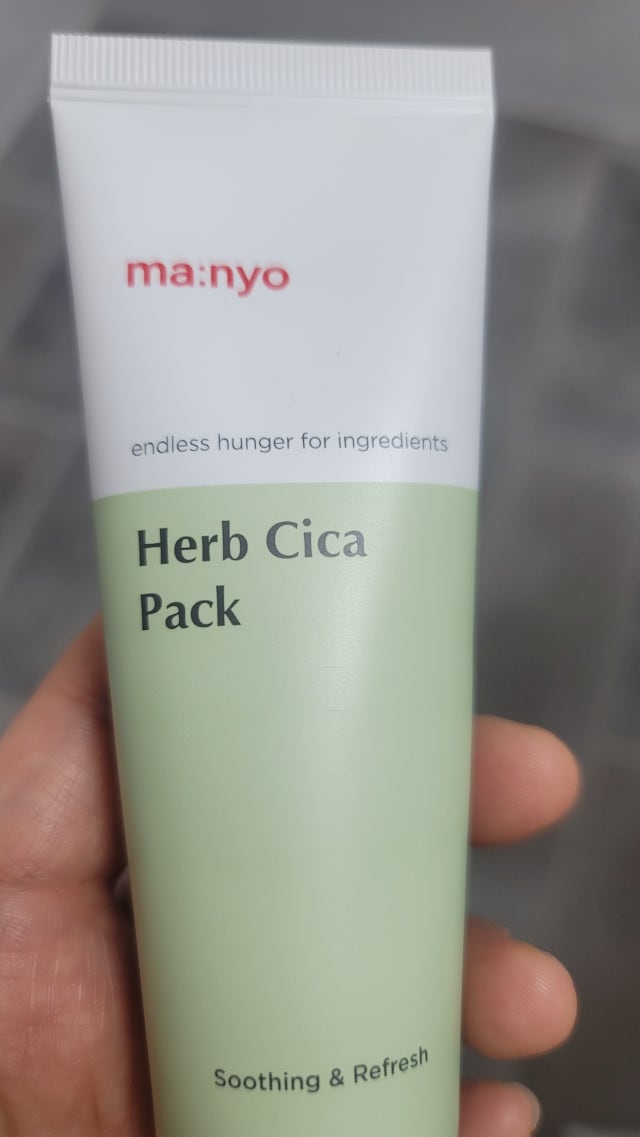 ma:nyo
endless hunger for ingredients
Herb Cica
Pack
Soothing & Refresh